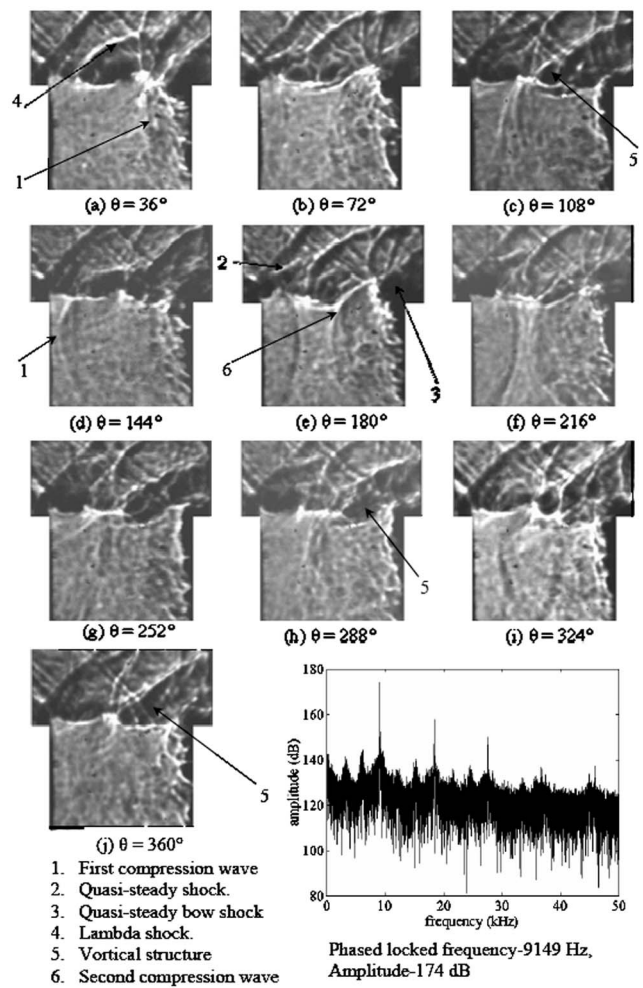 4
1
5
(a) θ = 36°
(b) θ = 72°
(c) θ = 108°
2
1
6
3
(d) θ = 144°
(e) θ = 180°
(f) θ = 216°
5
(g) θ = 252°
(h) θ = 288°
(i) θ = 324°
5
(j) θ = 360°
180
160
140
120
100
80
amplitude (dB)
0 10 20 30 40 50
frequency (kHz)
1. First compression wave
2. Quasi-steady shock.
3. Quasi-steady bow shock
4. Lambda shock.
5. Vortical structure
6. Second compression wave
Phased locked frequency-9149 Hz,
Amplitude-174 dB